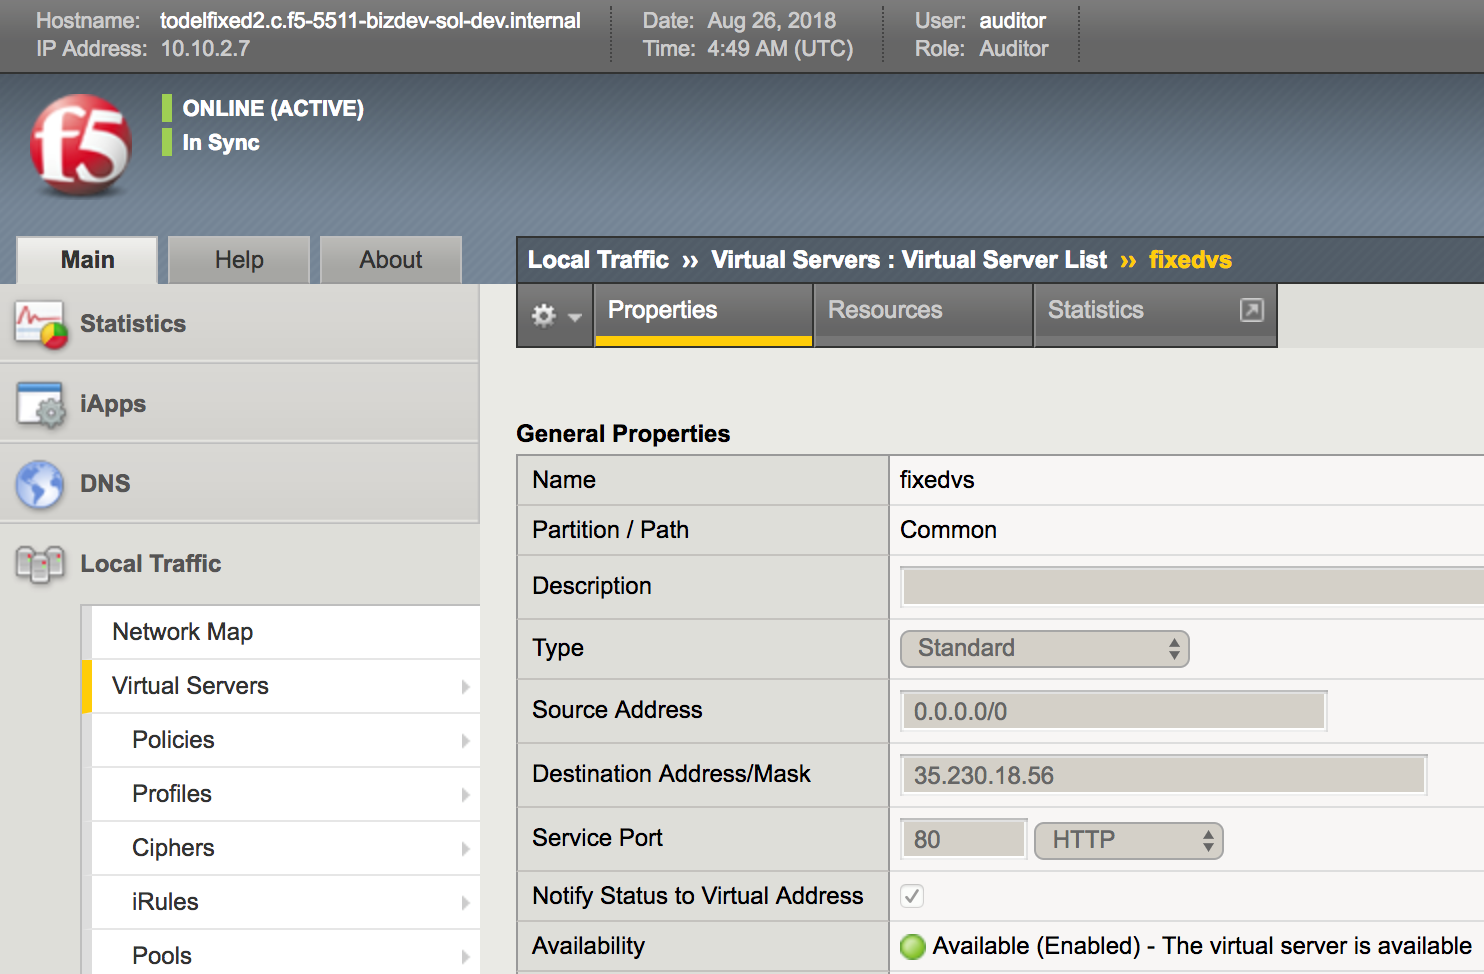 Hostname: todelfixed2.c.f5-5511-bizdev-sol-dev.internal
IP Address: 10.10.2.7
Date: Aug 26, 2018
Time: 4:49 AM (UTC)
User: auditor
Role: Auditor
f5
ONLINE (ACTIVE)
In Sync
Main
Help
About
Statistics
iApps
DNS
Local Traffic
Network Map
Virtual Servers
Policies
Profiles
Ciphers
iRules
Pools
Local Traffic ›› Virtual Servers : Virtual Server List ›› fixedvs
Properties
Resources
Statistics
General Properties
Name fixedvs
Partition / Path Common
Description
Type Standard
Source Address 0.0.0.0/0
Destination Address/Mask 35.230.18.56
Service Port 80 HTTP
Notify Status to Virtual Address
Availability Available (Enabled) - The virtual server is available